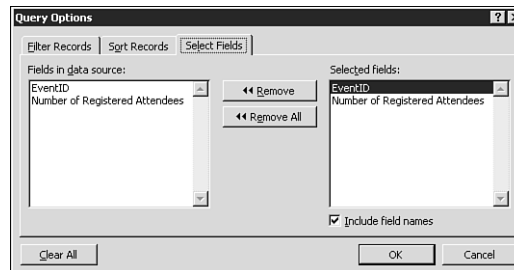 Query Options
Filter Records
Sort Records
Select Fields
Fields in data source:
EventID
Number of Registered Attendees
Remove
Remove All
Selected fields:
EventID
Number of Registered Attendees
Include field names
Clear All
OK
Cancel